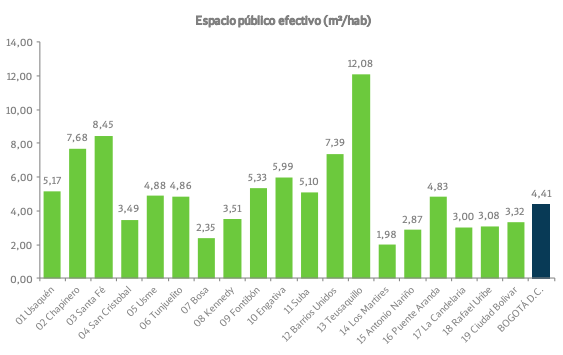 Espacio público efectivo (m²/hab)
14,00
12,00
10,00
8,00
6,00
4,00
2,00
0,00
5,17
7,68
8,45
3,49
4,88
4,86
2,35
3,51
5,33
5,99
5,10
7,39
12,08
1,98
2,87
4,83
3,00
3,08
3,32
4,41
01 Usaquén
02 Chapinero
03 Santa Fé
04 San Cristobal
05 Usme
06 Tunjuelito
07 Bosa
08 Kennedy
09 Fontibón
10 Engativa
11 Suba
12 Barrios Unidos
13 Teusaquillo
14 Los Martires
15 Antonio Nariño
16 Puente Aranda
17 La Candelaria
18 Rafael Uribe
19 Ciudad Bolivar
BOGOTÁ D.C.